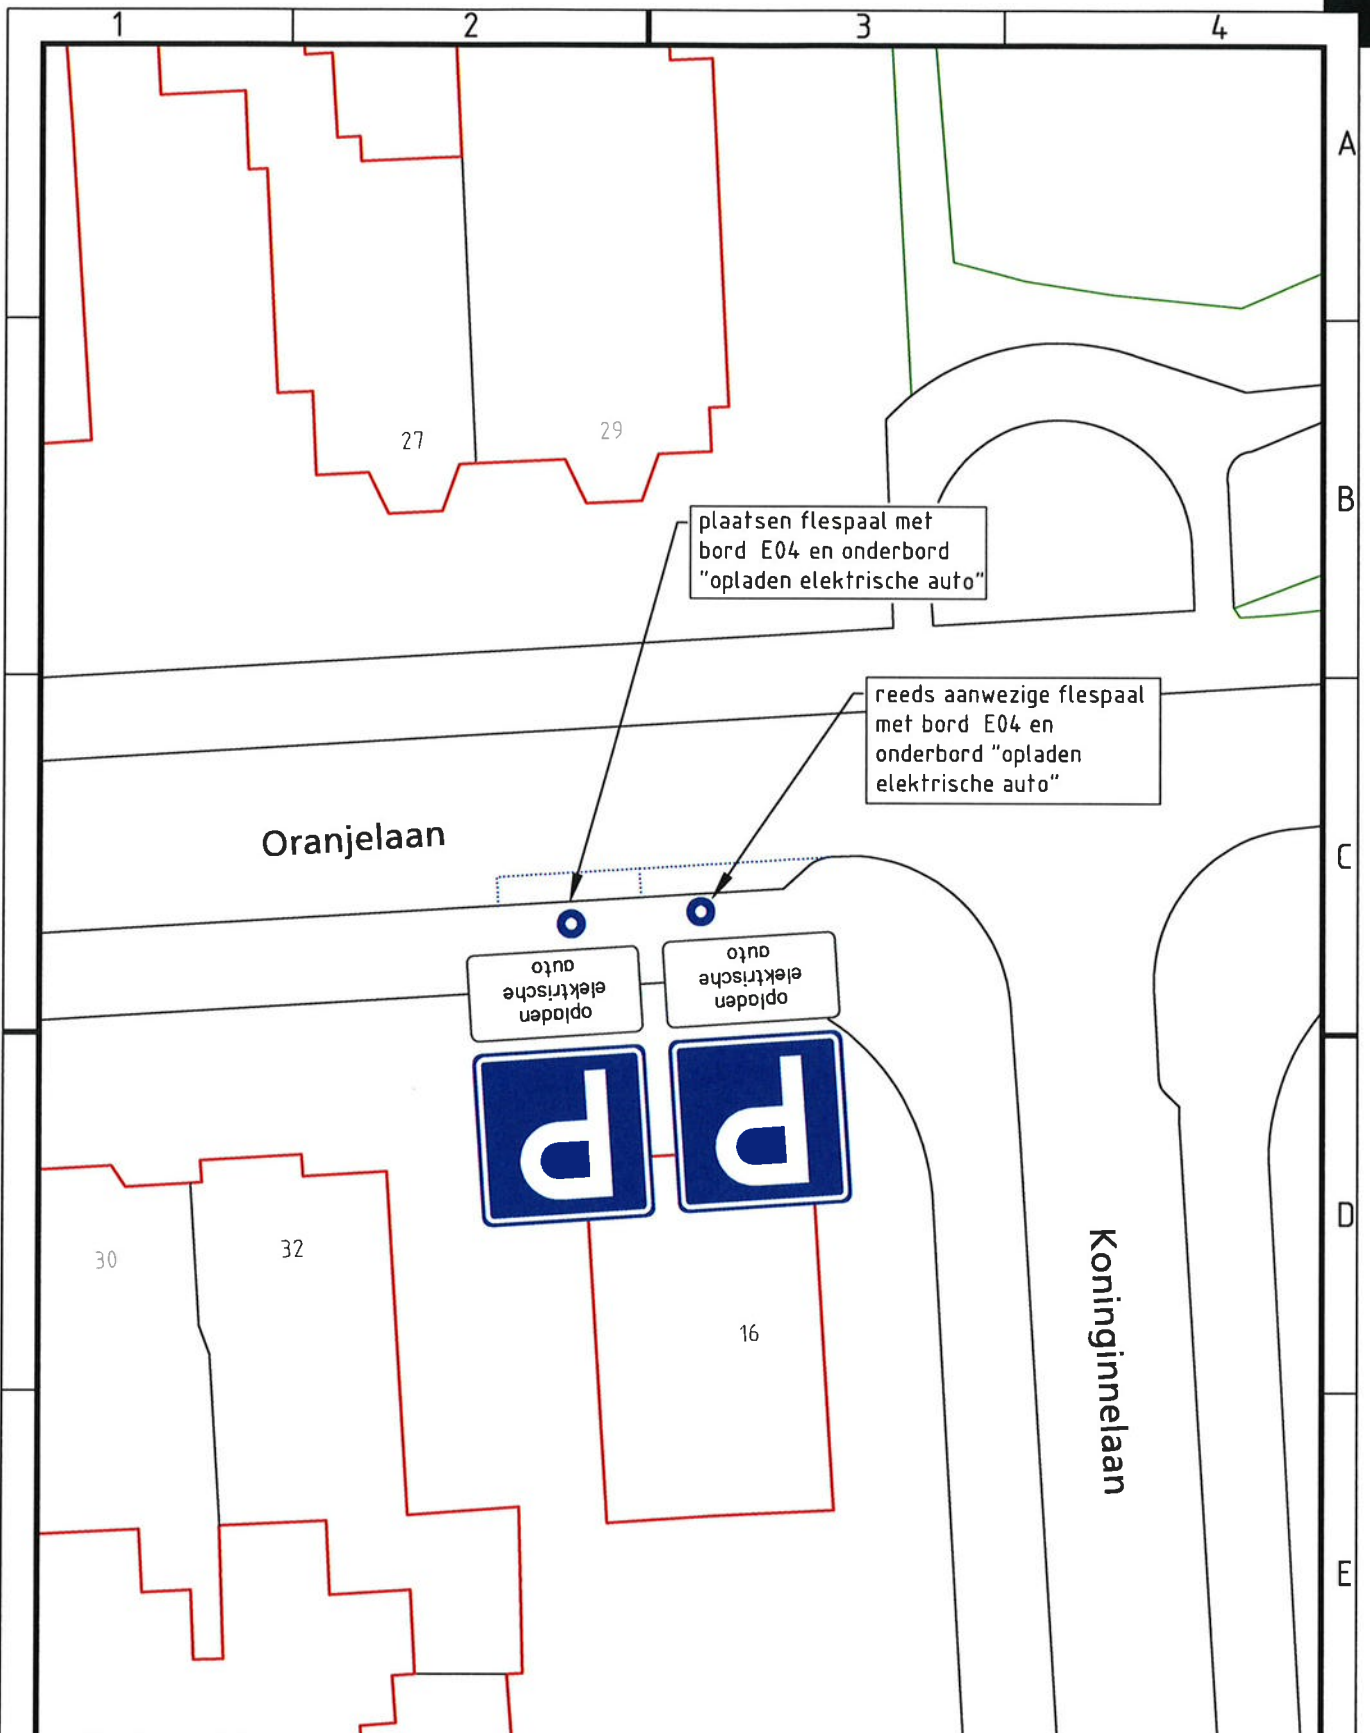 1 2 3 4
A
27
29
B
plaatsen flespaal met
bord E04 en onderbord
"opladen elektrische auto"
reeds aanwezige flespaal
met bord E04 en
onderbord "opladen
elektrische auto"
Oranjelaan
C
opladen
elektrische
auto
opladen
elektrische
auto
P
P
D
30
32
16
Koninginnelaan
E